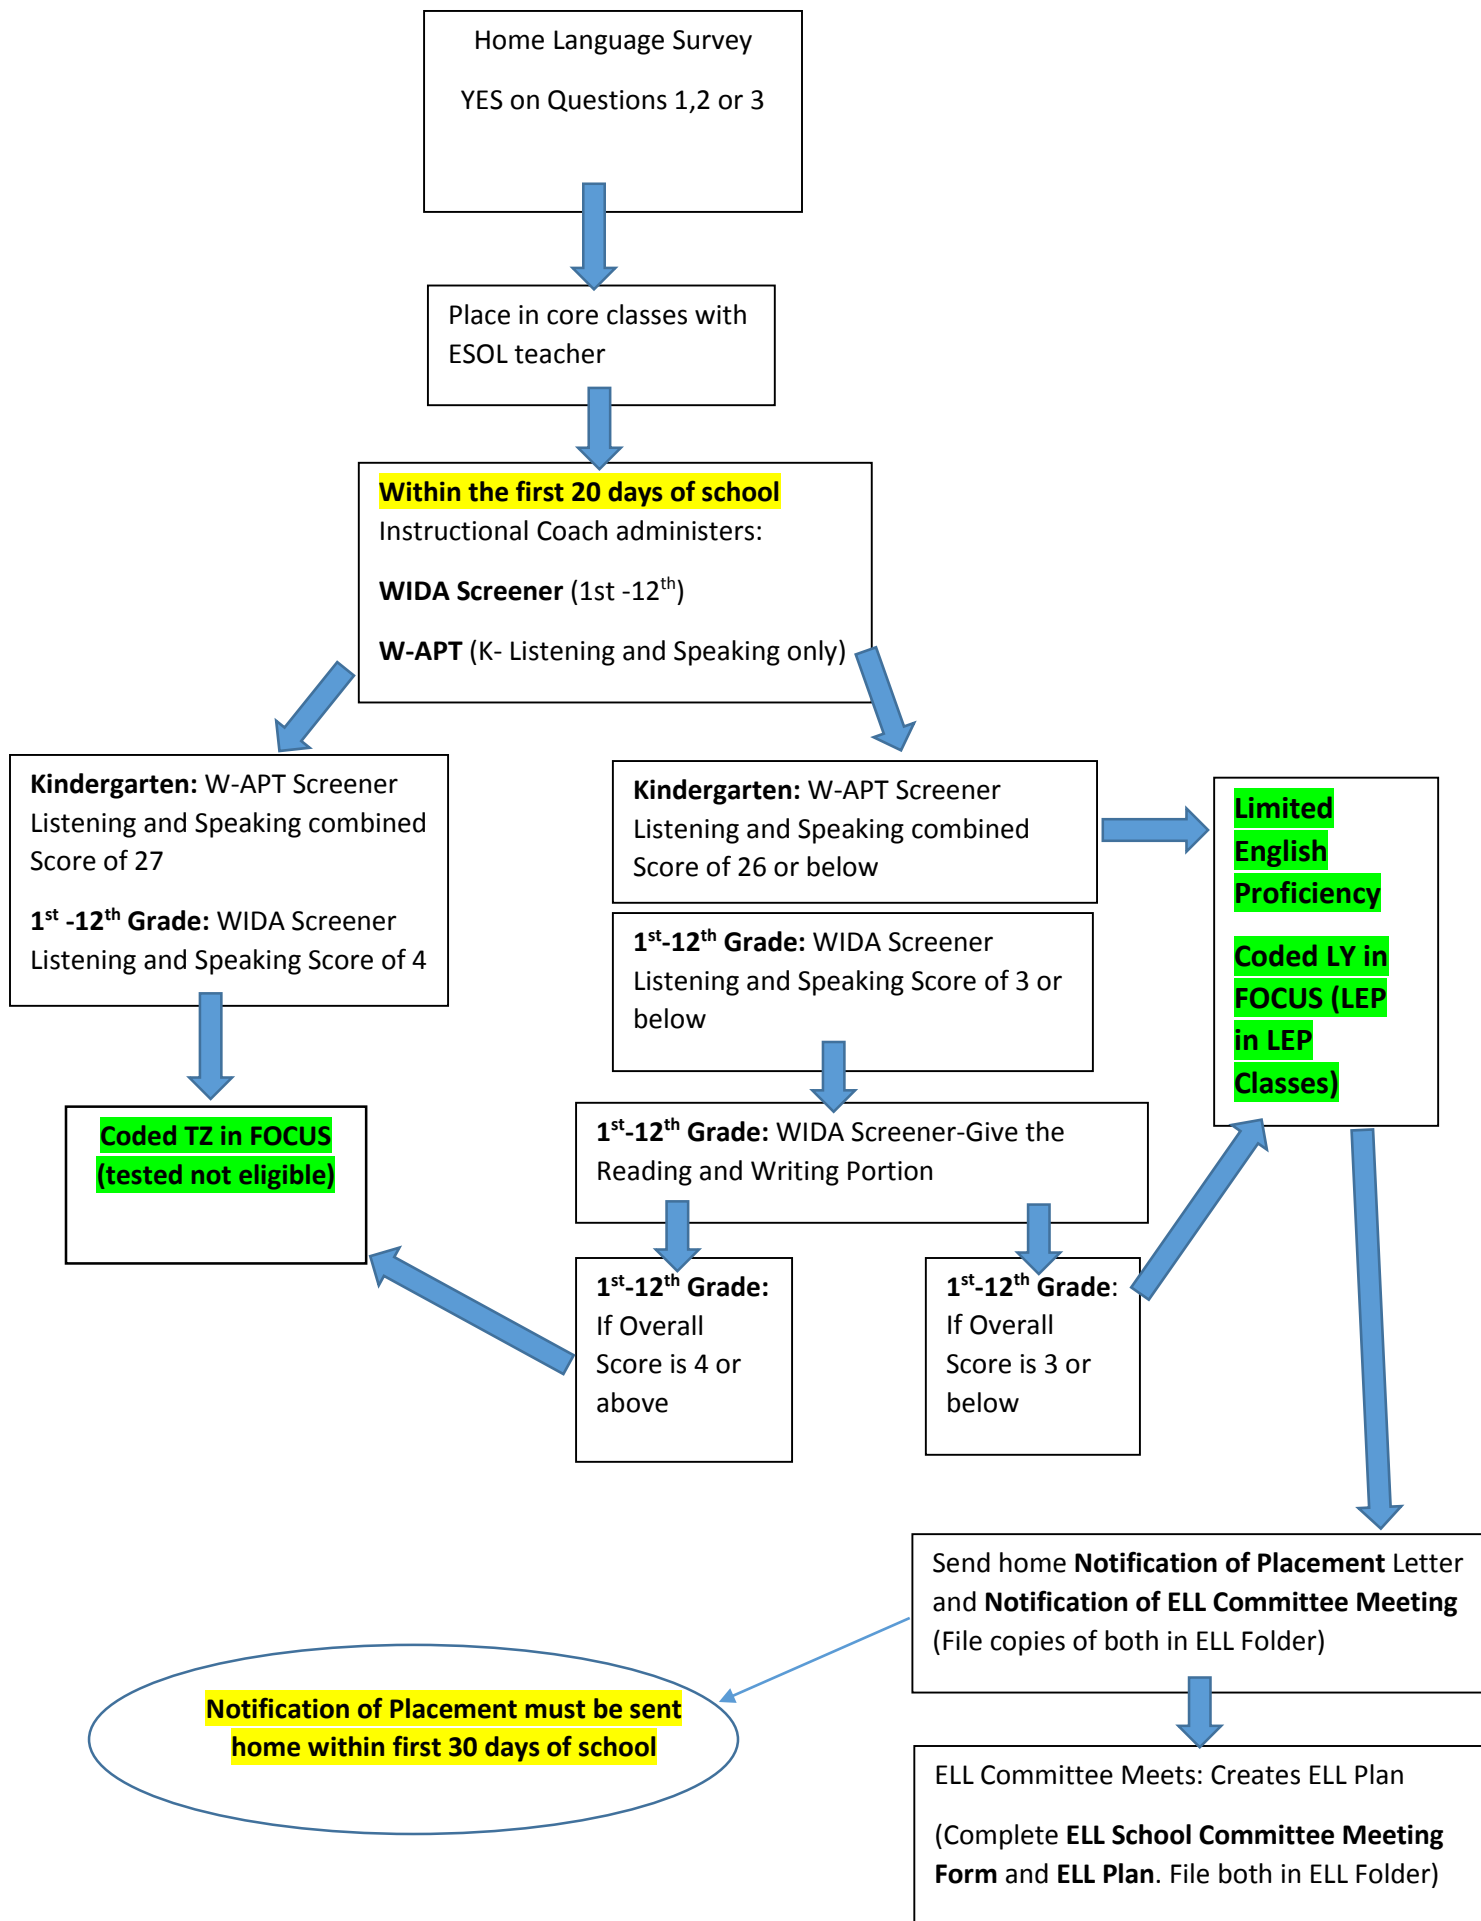 Home Language Survey
YES on Questions 1,2 or 3
Place in core classes with
ESOL teacher
Within the first 20 days of school
Instructional Coach administers:
WIDA Screener (1st -12th)
W-APT (K- Listening and Speaking only)
Kindergarten: W-APT Screener
Listening and Speaking combined
Score of 27
1st -12th Grade: WIDA Screener
Listening and Speaking Score of 4
Kindergarten: W-APT Screener
Listening and Speaking combined
Score of 26 or below
Limited
English
Proficiency
Coded LY in
FOCUS (LEP
in LEP
Classes)
1st-12th Grade: WIDA Screener
Listening and Speaking Score of 3 or
below
Coded TZ in FOCUS
(tested not eligible)
1st-12th Grade: WIDA Screener-Give the
Reading and Writing Portion
1st-12th Grade:
If Overall
Score is 4 or
above
1st-12th Grade:
If Overall
Score is 3 or
below
Send home Notification of Placement Letter
and Notification of ELL Committee Meeting
(File copies of both in ELL Folder)
Notification of Placement must be sent
home within first 30 days of school
ELL Committee Meets: Creates ELL Plan
(Complete ELL School Committee Meeting
Form and ELL Plan. File both in ELL Folder)